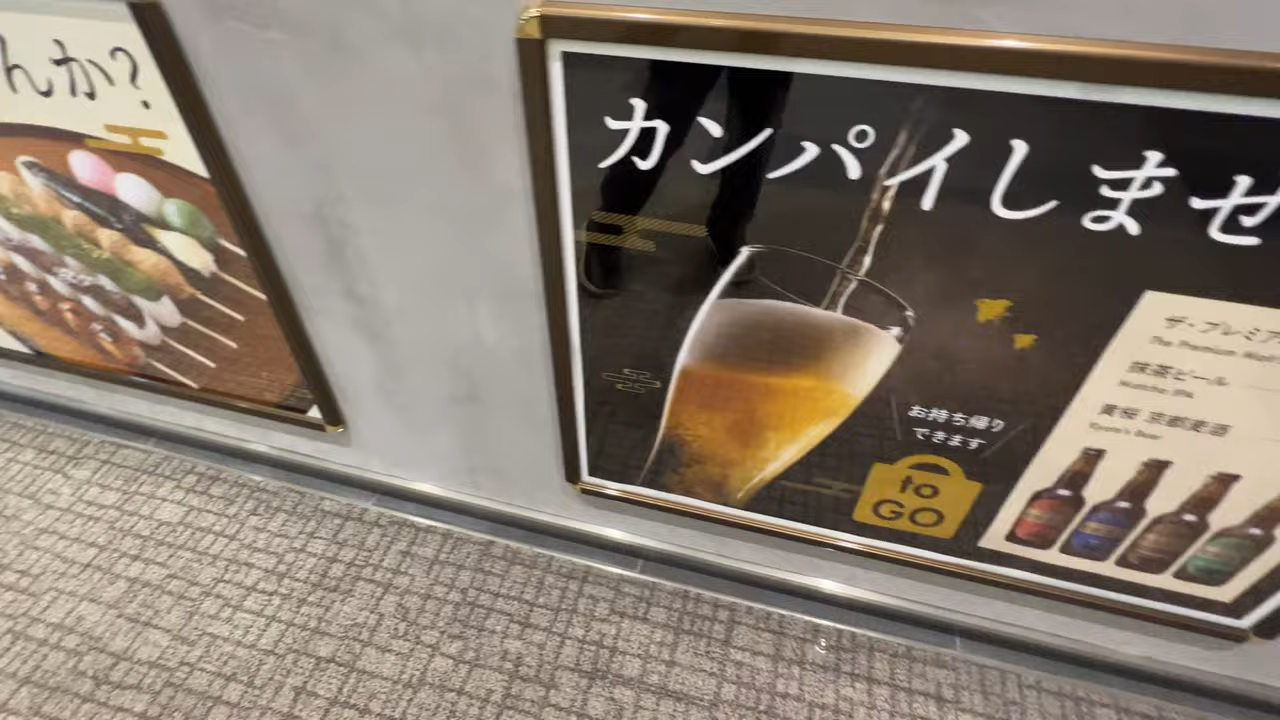 んか?
カンパイしませ
お持ち帰り
できます
to
GO
ザ・プレミア
The Premium Malt
抹茶ビール
Matcha
黄桜 京都麦酒
Kyoto's Beer